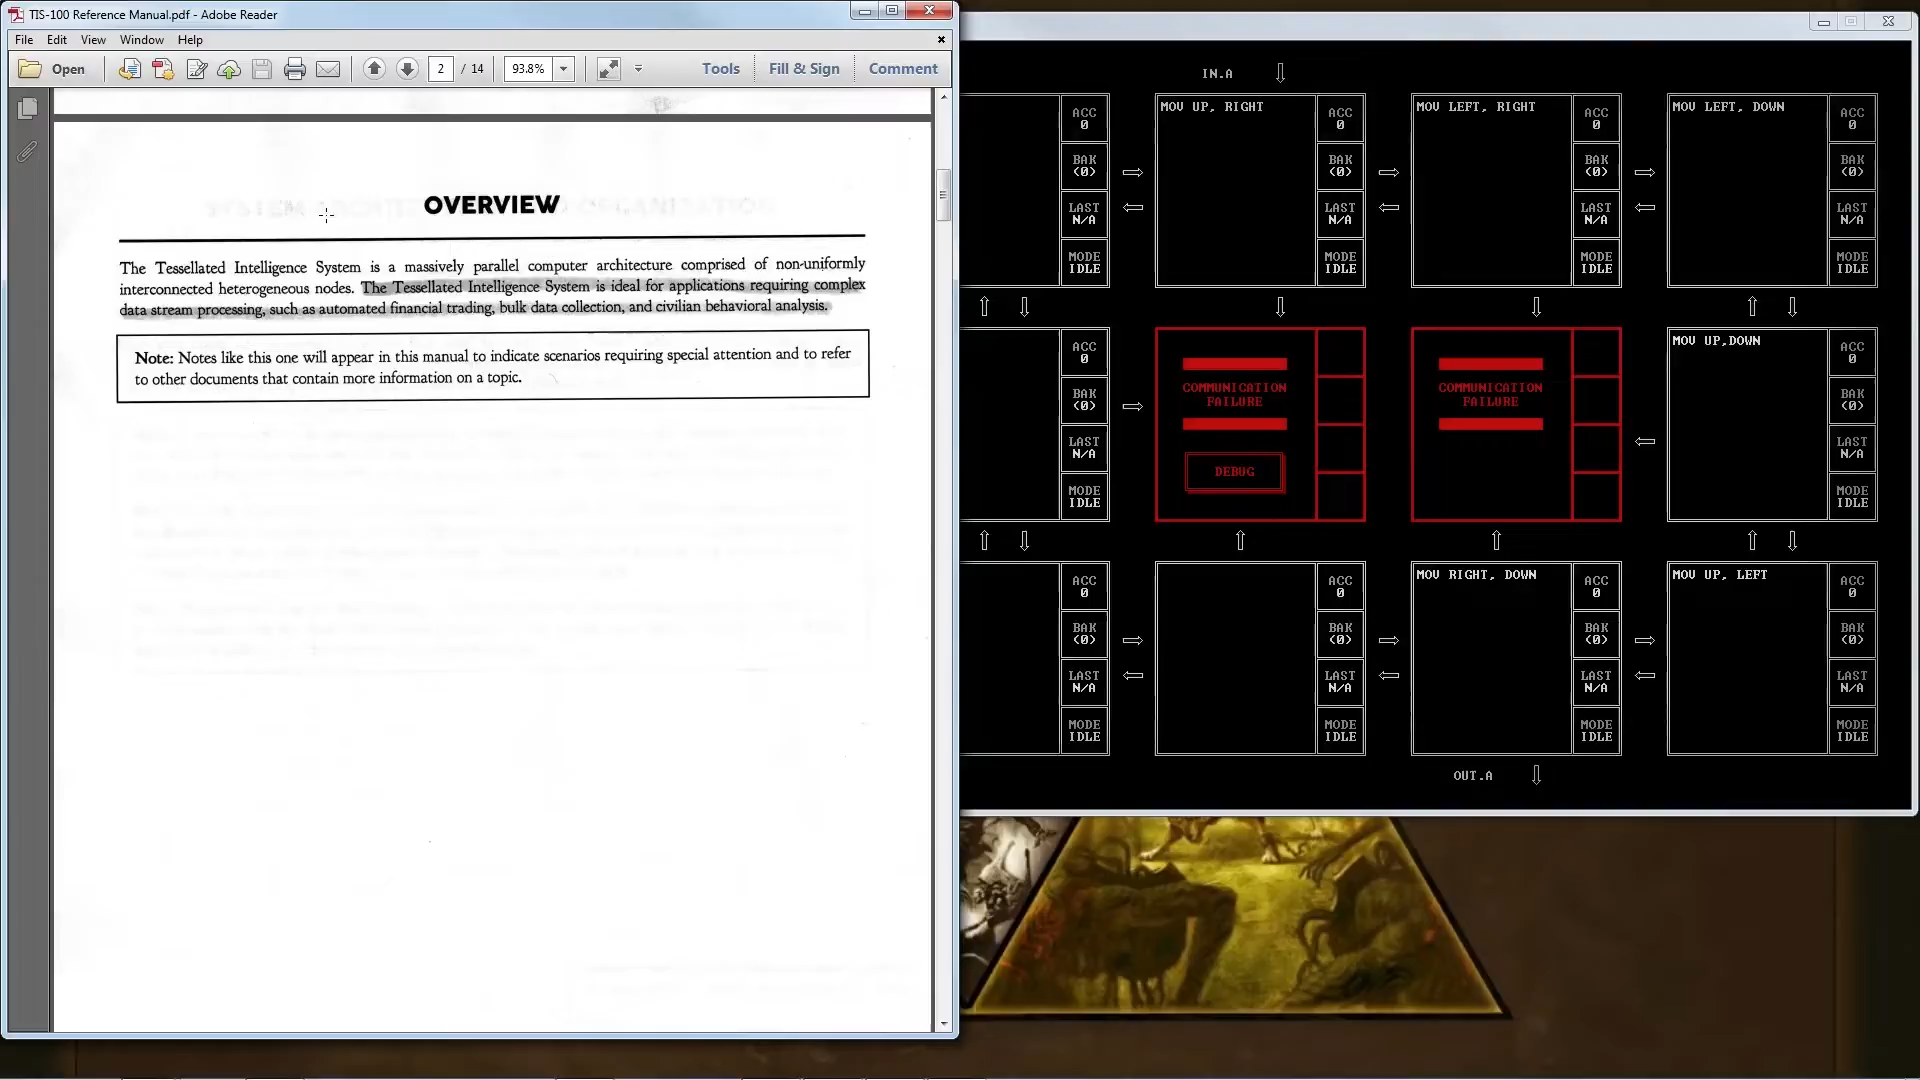 TIS-100 Reference Manual.pdf - Adobe Reader
File Edit View Window Help
Open 2 / 14 93.8% Tools Fill & Sign Comment
OVERVIEW
The Tessellated Intelligence System is a massively parallel computer architecture comprised of non-uniformly
interconnected heterogeneous nodes. The Tessellated Intelligence System is ideal for applications requiring complex
data stream processing, such as automated financial trading, bulk data collection, and civilian behavioral analysis.
Note: Notes like this one will appear in this manual to indicate scenarios requiring special attention and to refer
to other documents that contain more information on a topic.
IN.A
ACC
0
BAK
(0)
LAST
N/A
MODE
IDLE
MOV UP, RIGHT
ACC
0
BAK
(0)
LAST
N/A
MODE
IDLE
MOV LEFT, RIGHT
ACC
0
BAK
(0)
LAST
N/A
MODE
IDLE
MOV LEFT, DOWN
ACC
0
BAK
(0)
LAST
N/A
MODE
IDLE
ACC
0
BAK
(0)
LAST
N/A
MODE
IDLE
COMMUNICATION
FAILURE
DEBUG
COMMUNICATION
FAILURE
MOV UP,DOWN
ACC
0
BAK
(0)
LAST
N/A
MODE
IDLE
ACC
0
BAK
(0)
LAST
N/A
MODE
IDLE
ACC
0
BAK
(0)
LAST
N/A
MODE
IDLE
MOV RIGHT, DOWN
ACC
0
BAK
(0)
LAST
N/A
MODE
IDLE
MOV UP, LEFT
ACC
0
BAK
(0)
LAST
N/A
MODE
IDLE
OUT.A